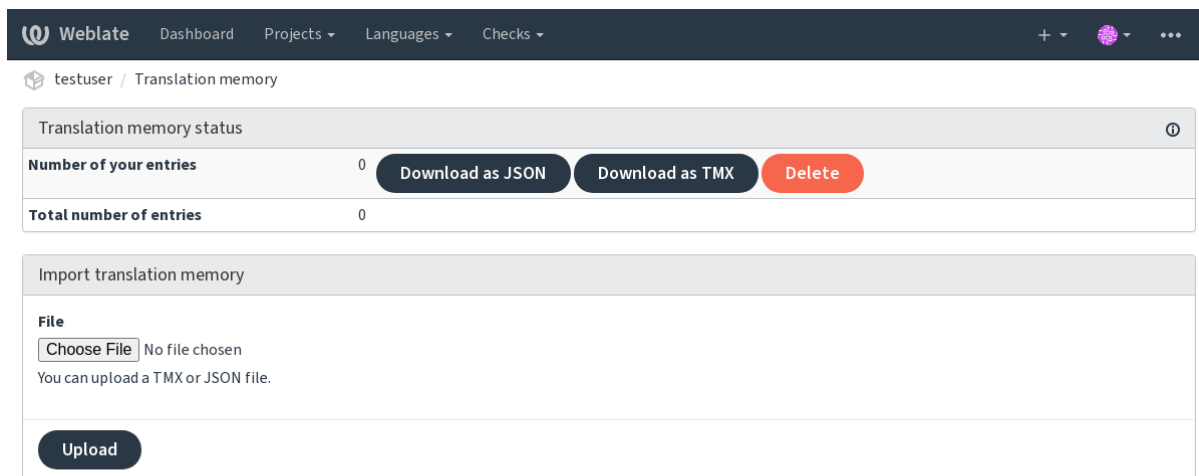 Weblate Dashboard Projects Languages Checks +
testuser / Translation memory
Translation memory status
Number of your entries 0 Download as JSON Download as TMX Delete
Total number of entries 0
Import translation memory
File
Choose File No file chosen
You can upload a TMX or JSON file.
Upload